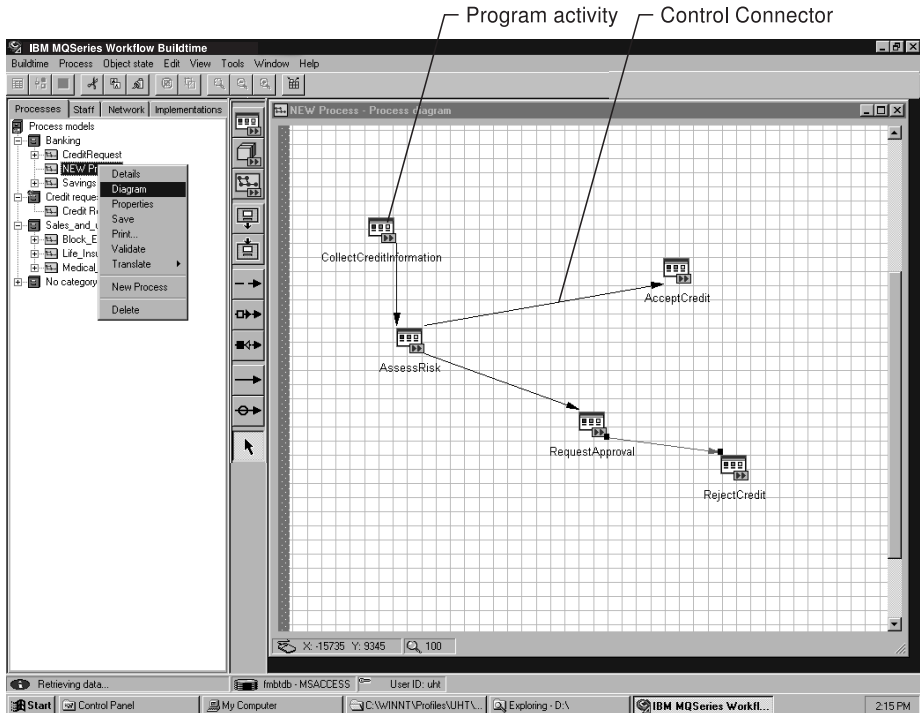 Program activity
Control Connector
IBM MQSeries Workflow Buildtime
Buildtime Process Object state Edit View Tools Window Help
Processes Staff Network Implementations
Process models
Banking
CreditRequest
NEW Pr
Savings
Credit reque
Credit R
Sales_and_
Block_E
Life_Insu
Medical_
No category
Details
Diagram
Properties
Save
Print...
Validate
Translate
New Process
Delete
NEW Process - Process diagram
CollectCreditInformation
AcceptCredit
AssessRisk
RequestApproval
RejectCredit
X: -15735 Y: 9345 100
Retrieving data... fmbtdb - MSACCESS User ID: uht
Start Control Panel My Computer C:\WINNT\Profiles\UHT\... Exploring - D:\ IBM MQSeries Workfl... 2:15 PM